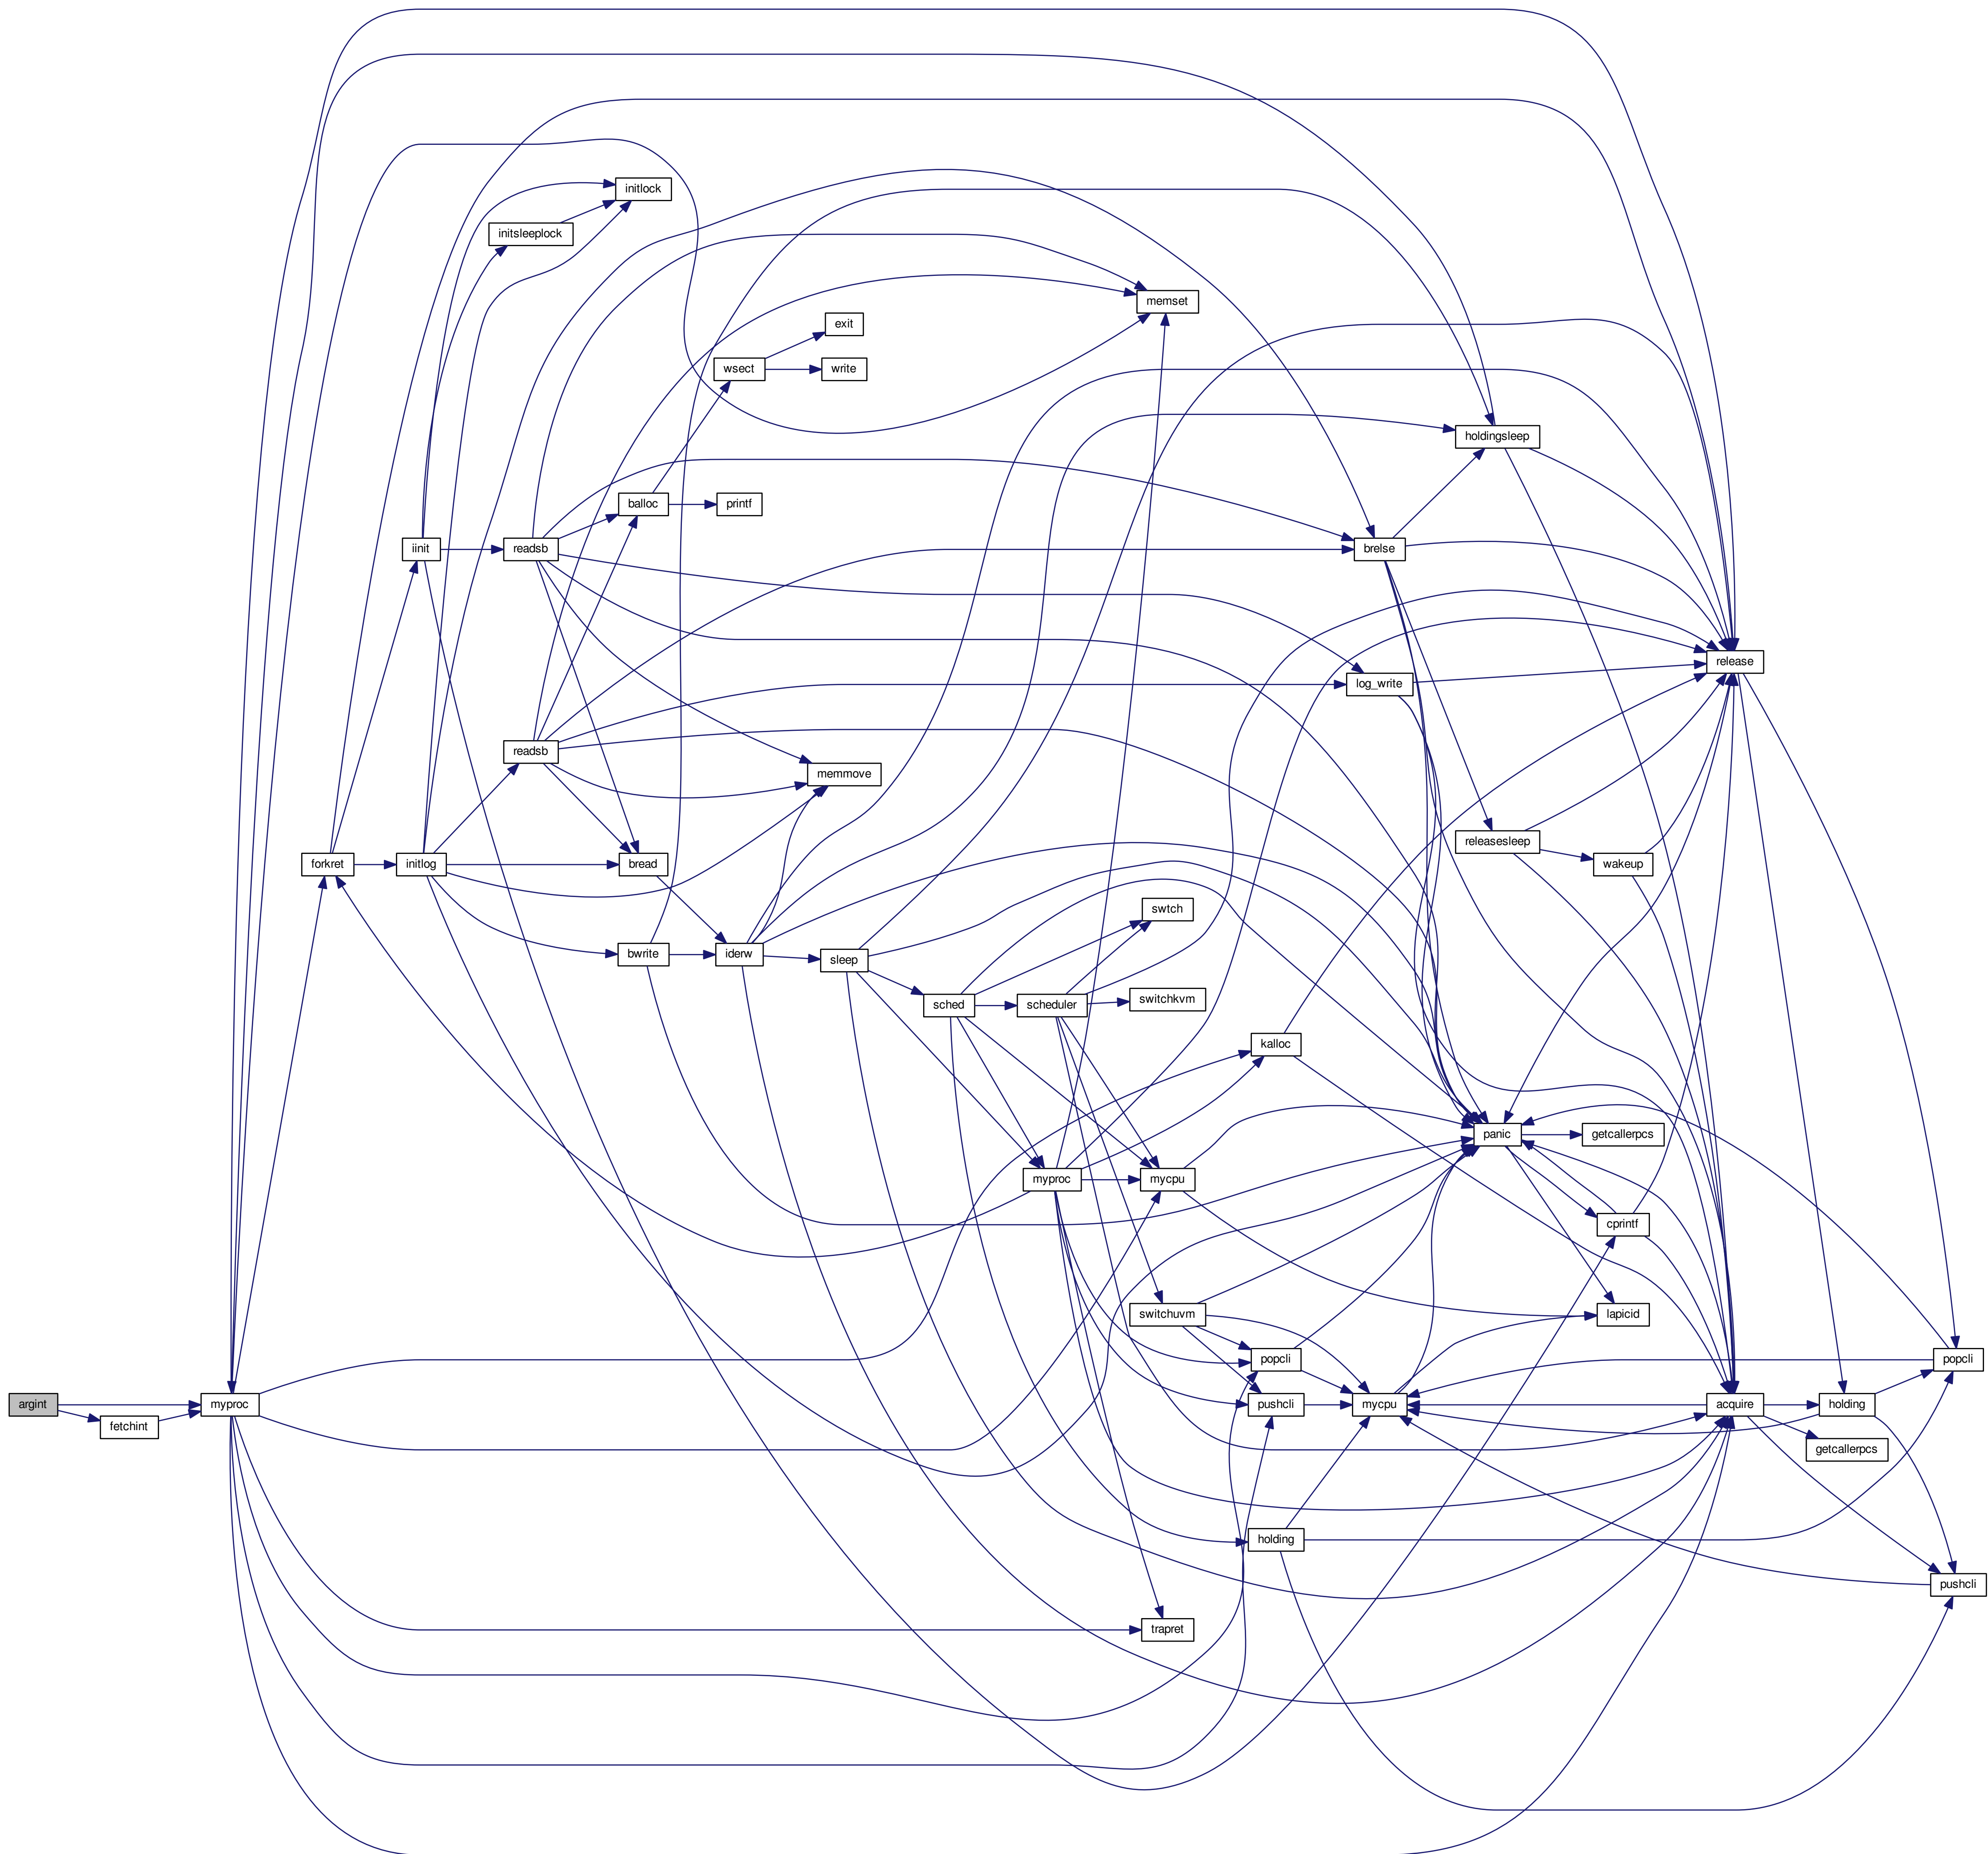 initlock
initsleeplock
memset
exit
wsect
write
holdingsleep
balloc
printf
iinit
readsb
brelse
release
log_write
readsb
memmove
releasesleep
forkret
initlog
bread
wakeup
swtch
bwrite
iderw
sleep
sched
scheduler
switchkvm
kalloc
panic
getcallerpcs
myproc
mycpu
cprintf
switchuvm
lapicid
popcli
popcli
argint
myproc
pushcli
mycpu
acquire
holding
fetchint
getcallerpcs
holding
pushcli
trapret